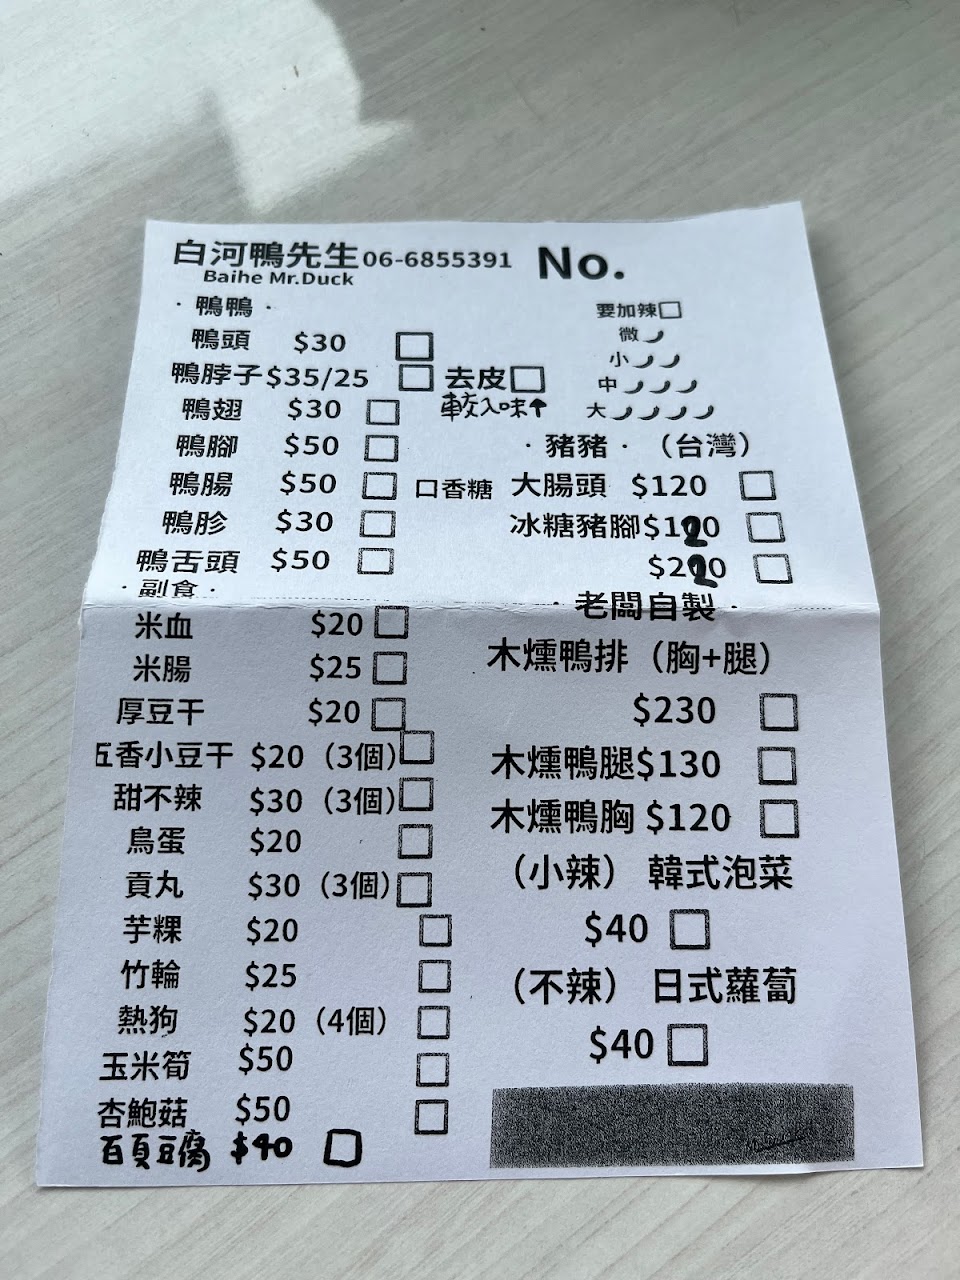 白河鴨先生06-6855391 No.
Baihe Mr.Duck
·鴨鴨·
鴨頭 $30
鴨脖子$35/25 去皮
較入味↑
鴨翅 $30
鴨腳 $50
鴨腸 $50 口香糖
鴨胗 $30
鴨舌頭 $50
·副食·
米血 $20
米腸 $25
厚豆干 $20
五香小豆干 $20（3個）
甜不辣 $30（3個）
鳥蛋 $20
貢丸 $30（3個）
芋粿 $20
竹輪 $25
熱狗 $20（4個）
玉米筍 $50
杏鮑菇 $50
百頁豆腐 $40
要加辣
微
小
中
大
·豬豬·（台灣）
大腸頭 $120
冰糖豬腳$120
$220
·老闆自製·
木燻鴨排（胸+腿）
$230
木燻鴨腿$130
木燻鴨胸 $120
（小辣） 韓式泡菜
$40
（不辣） 日式蘿蔔
$40